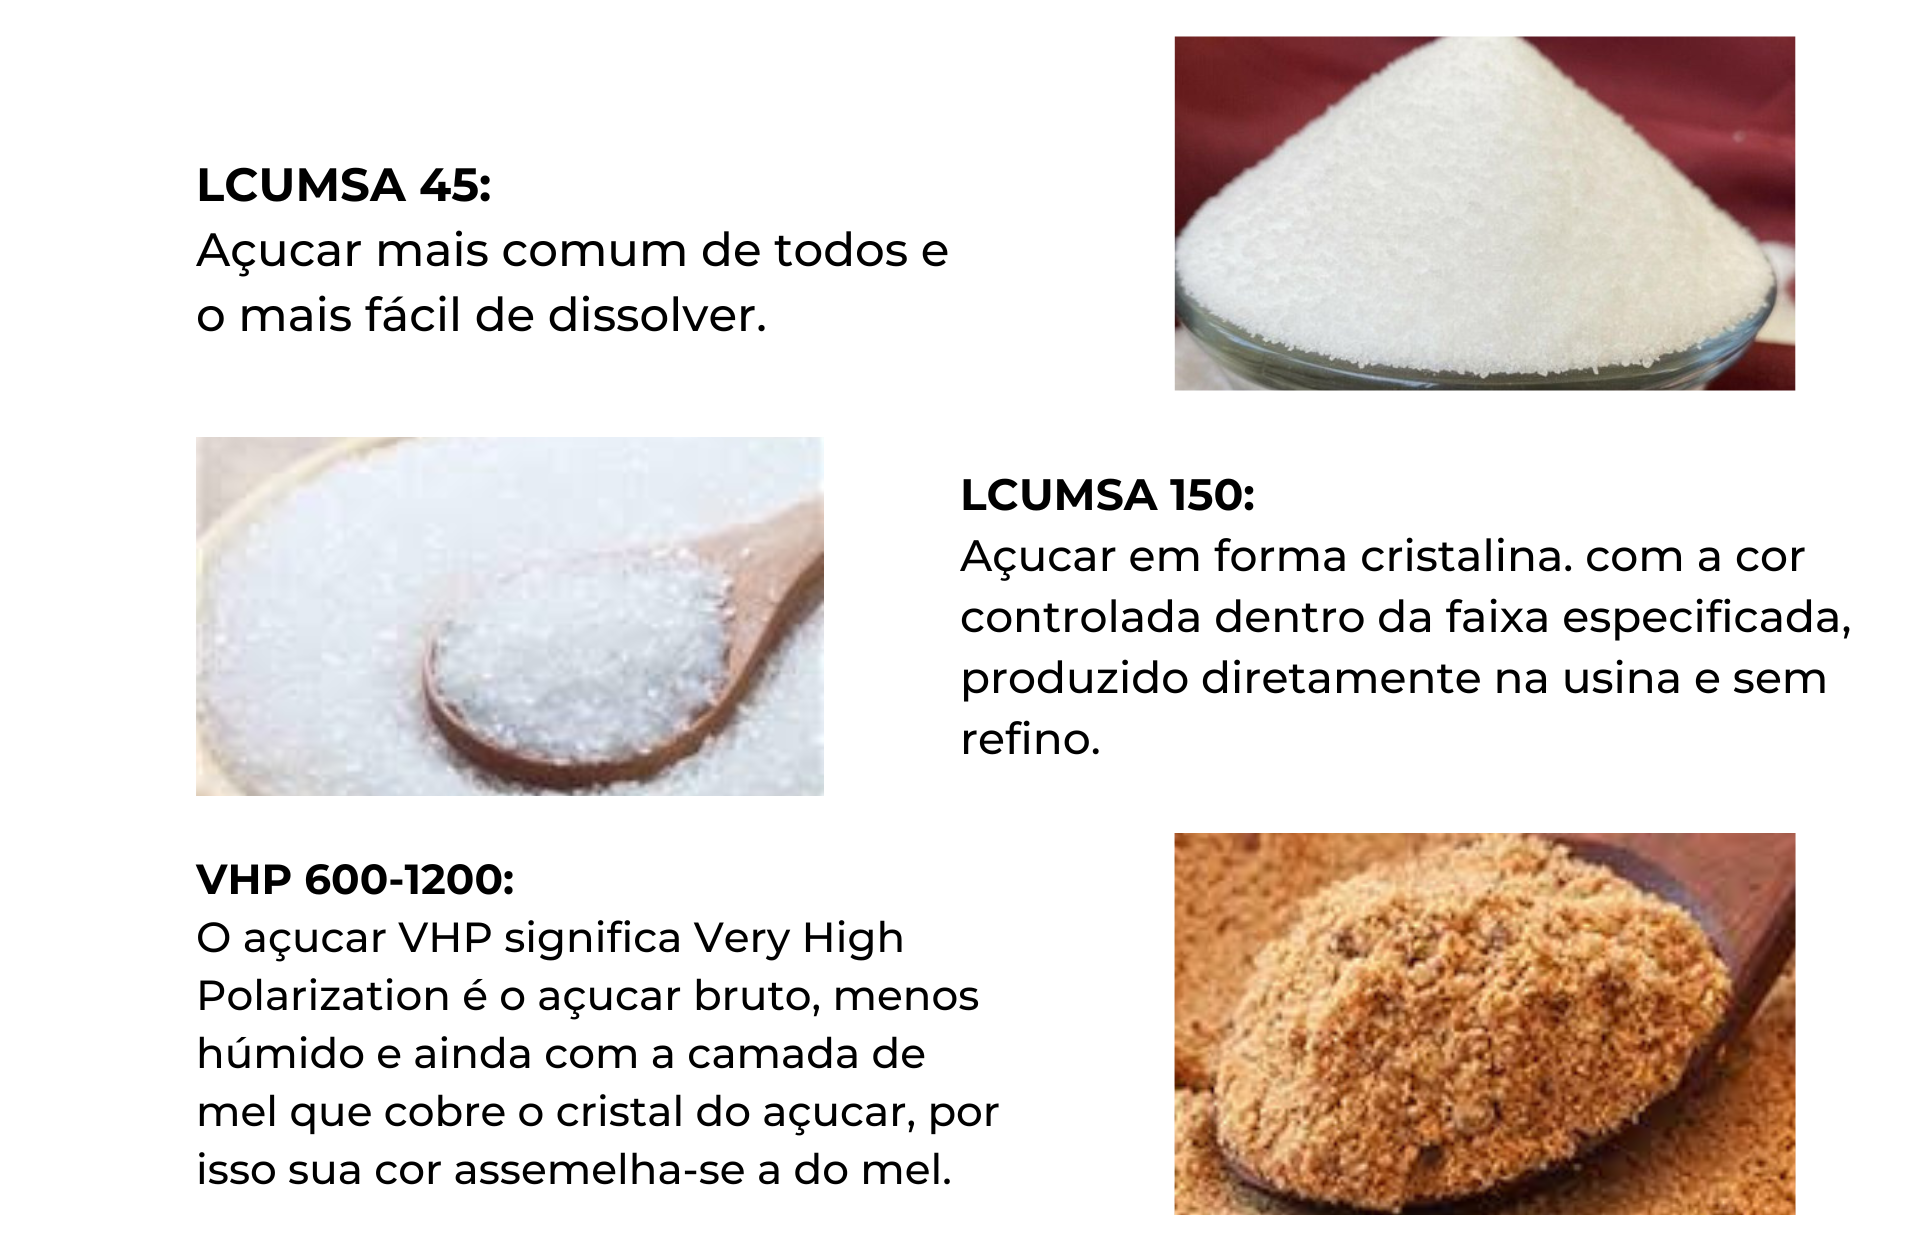 LCUMSA 45:
Açucar mais comum de todos e
o mais fácil de dissolver.
LCUMSA 150:
Açucar em forma cristalina. com a cor
controlada dentro da faixa especificada,
produzido diretamente na usina e sem
refino.
VHP 600-1200:
O açucar VHP significa Very High
Polarization é o açucar bruto, menos
húmido e ainda com a camada de
mel que cobre o cristal do açucar, por
isso sua cor assemelha-se a do mel.